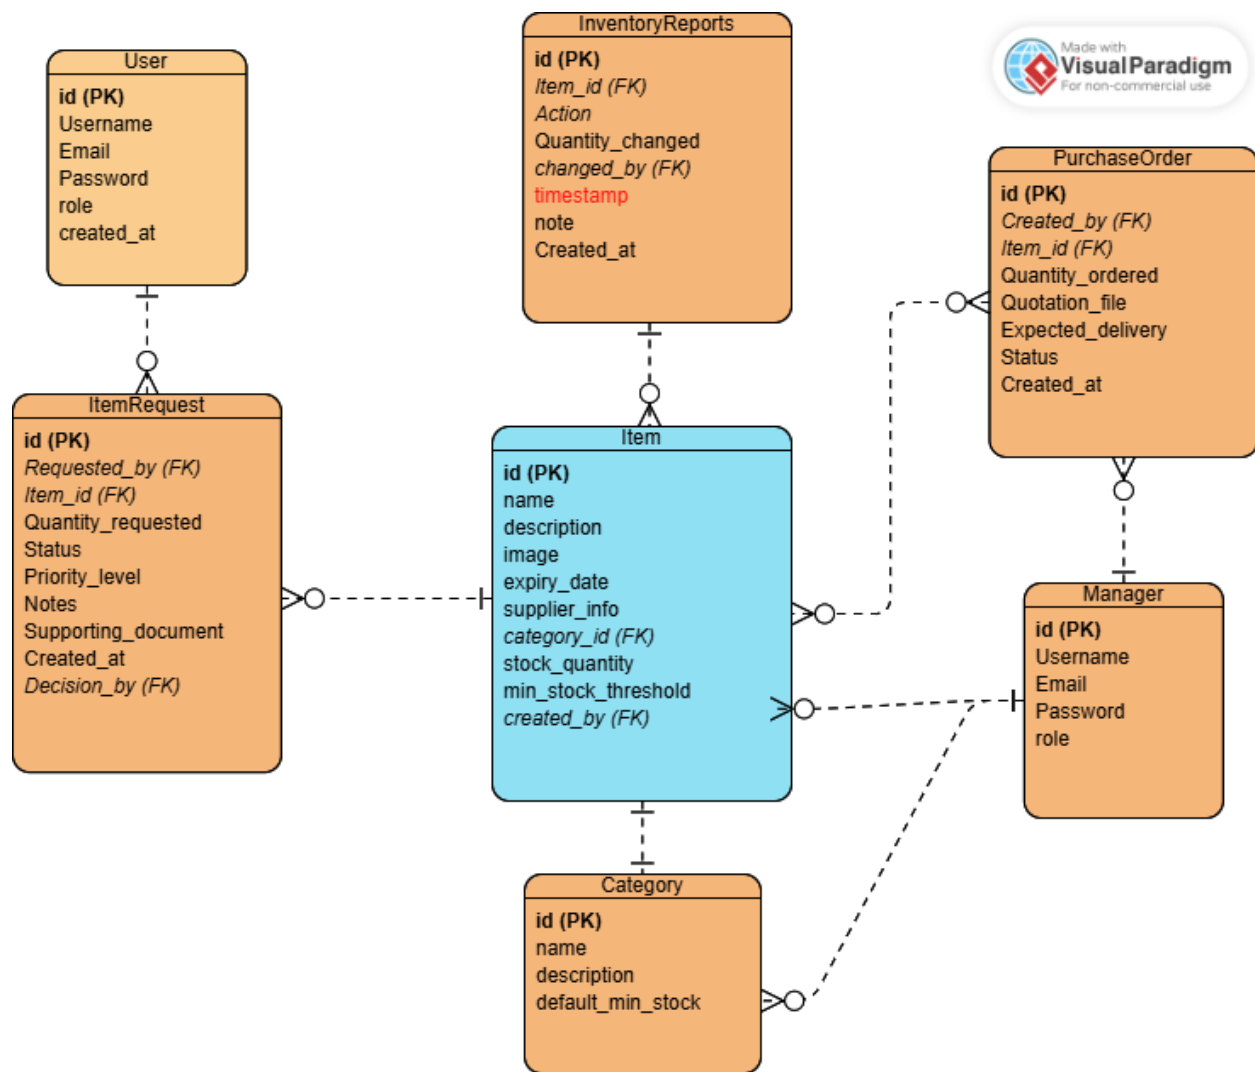 User
id (PK)
Username
Email
Password
role
created_at
InventoryReports
id (PK)
Item_id (FK)
Action
Quantity_changed
changed_by (FK)
timestamp
note
Created_at
Made with
Visual Paradigm
For non-commercial use
PurchaseOrder
id (PK)
Created_by (FK)
Item_id (FK)
Quantity_ordered
Quotation_file
Expected_delivery
Status
Created_at
ItemRequest
id (PK)
Requested_by (FK)
Item_id (FK)
Quantity_requested
Status
Priority_level
Notes
Supporting_document
Created_at
Decision_by (FK)
Item
id (PK)
name
description
image
expiry_date
supplier_info
category_id (FK)
stock_quantity
min_stock_threshold
created_by (FK)
Manager
id (PK)
Username
Email
Password
role
Category
id (PK)
name
description
default_min_stock